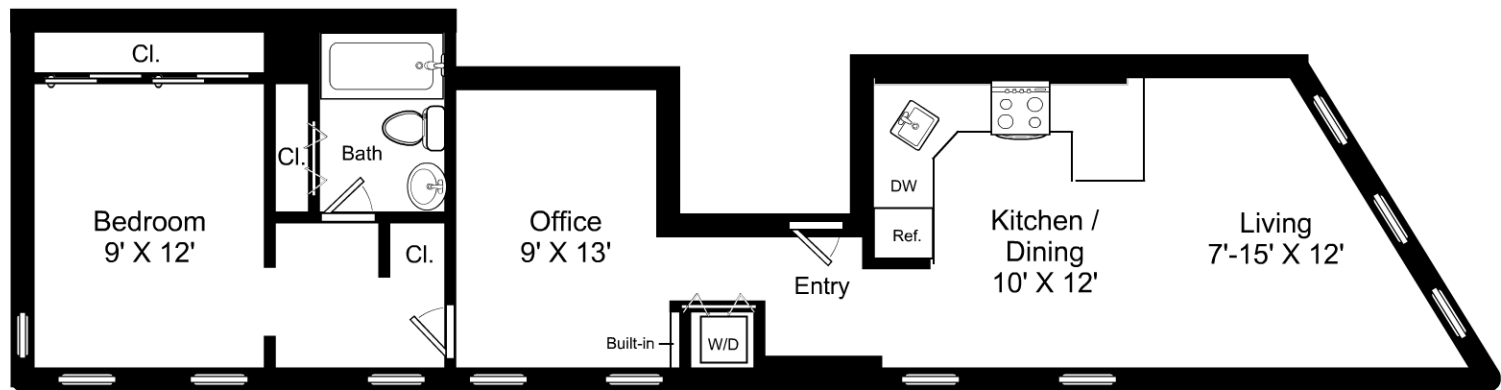 Cl.
Cl.
Bath
Bedroom
9' X 12'
Cl.
Office
9' X 13'
Built-in
W/D
Entry
DW
Ref.
Kitchen /
Dining
10' X 12'
Living
7'-15' X 12'